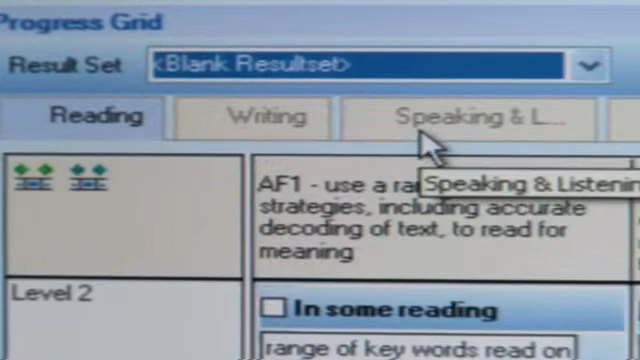 Progress Grid
Result Set <Blank Resultset>
Reading Writing Speaking & L...
Speaking & Listenin
AF1 - use a ra
strategies, including accurate
decoding of text, to read for
meaning
Level 2
In some reading
range of key words read on